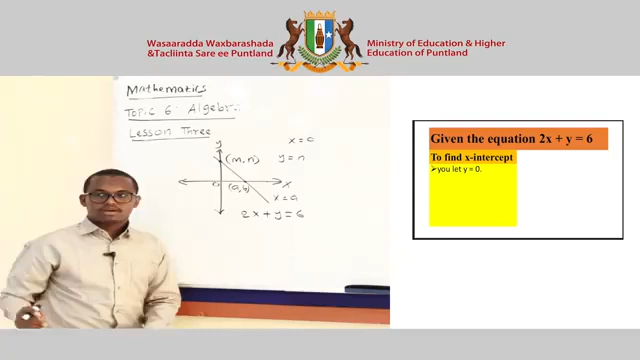 Wasaaradda Waxbarashada
&Tacliinta Sare ee Puntland
Ministry of Education & Higher
Education of Puntland
Mathematics
Topic 6: Algebra
Lesson Three
x = 0
y
(m, n)
y = n
0
(a, b)
x
x = a
2x + y = 6
Given the equation 2x + y = 6
To find x-intercept
➢you let y = 0.